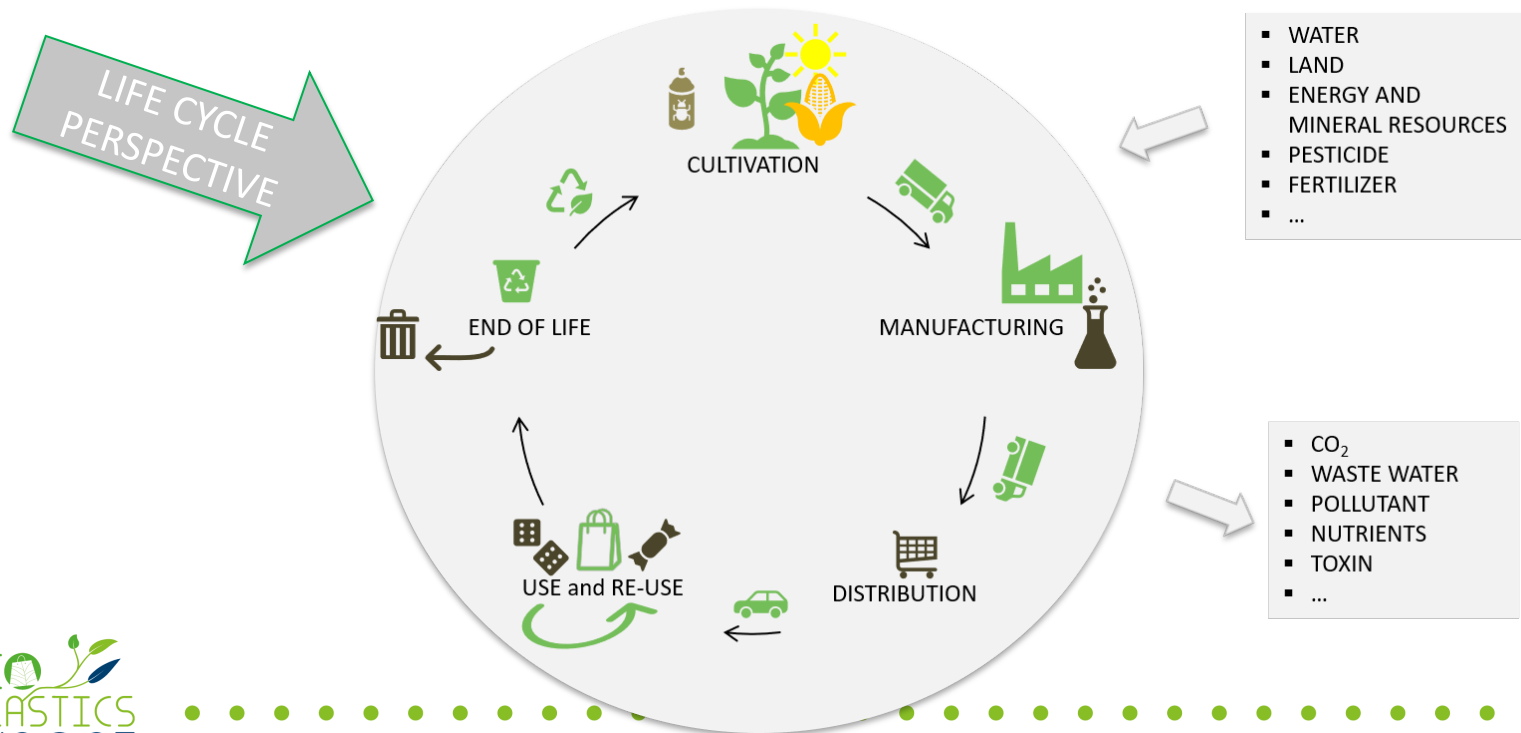 LIFE CYCLE
PERSPECTIVE
CULTIVATION
MANUFACTURING
DISTRIBUTION
USE and RE-USE
END OF LIFE
▪ WATER
▪ LAND
▪ ENERGY AND
MINERAL RESOURCES
▪ PESTICIDE
▪ FERTILIZER
▪ ...
▪ CO₂
▪ WASTE WATER
▪ POLLUTANT
▪ NUTRIENTS
▪ TOXIN
▪ ...